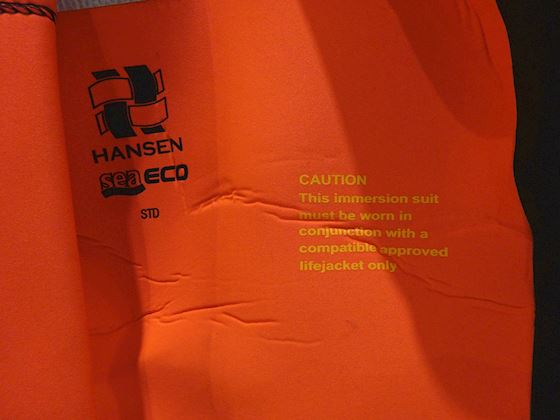 HANSEN
sea ECO
STD
CAUTION
This immersion suit
must be worn in
conjunction with a
compatible approved
lifejacket only